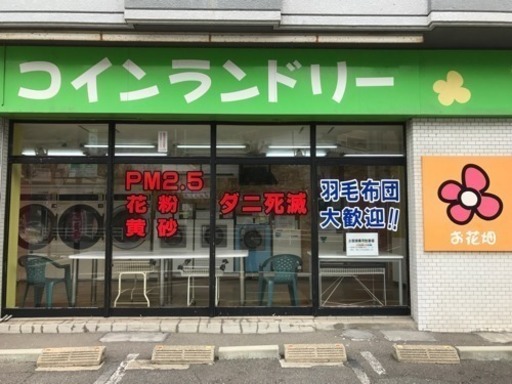 コインランドリー
PM2.5
花粉
黄砂
ダニ死滅
羽毛布団
大歓迎!!
お花畑